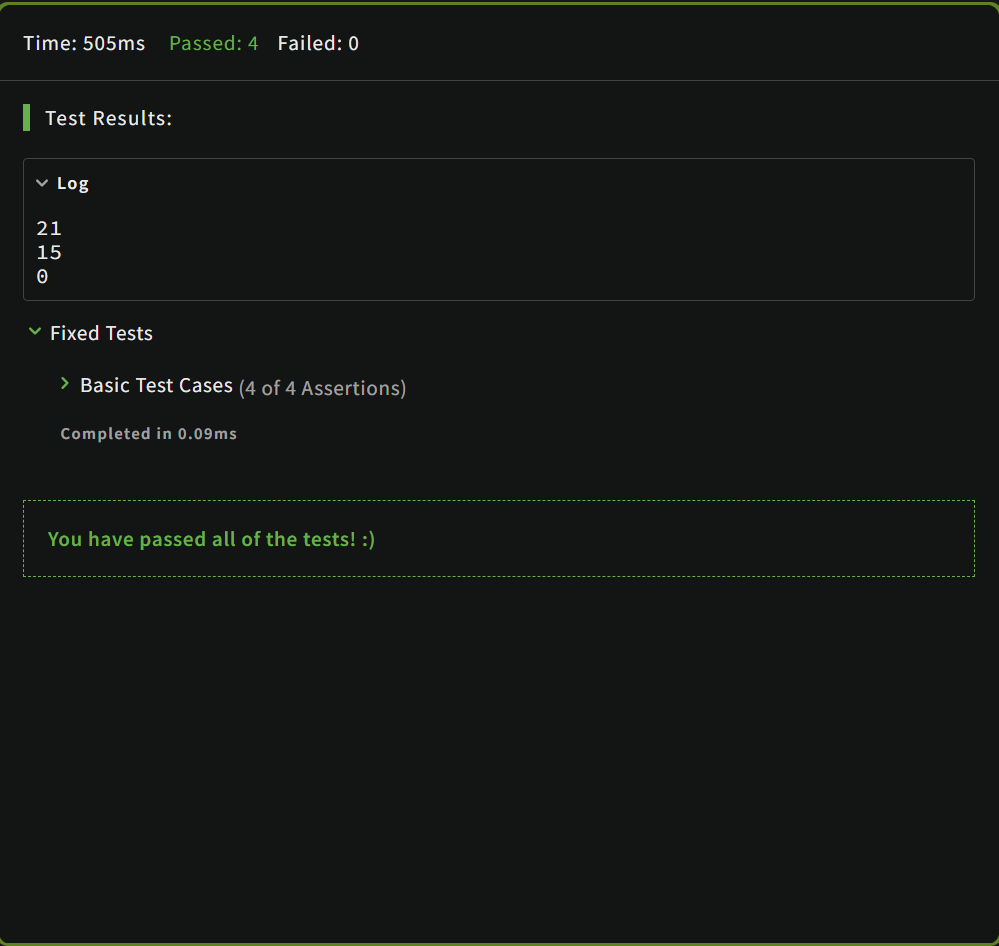 Time: 505ms Passed: 4 Failed: 0
Test Results:
Log
21
15
0
Fixed Tests
Basic Test Cases (4 of 4 Assertions)
Completed in 0.09ms
You have passed all of the tests! :)